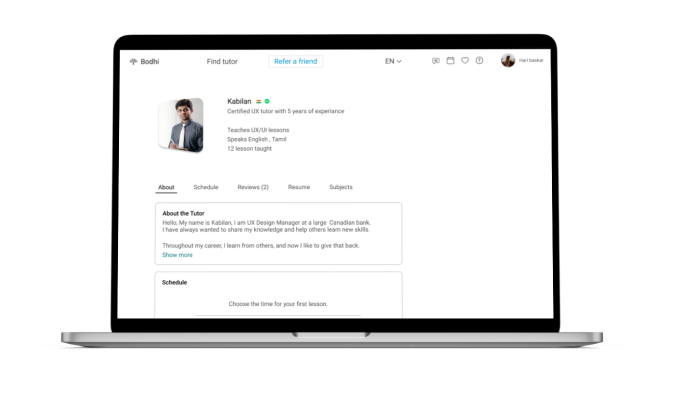 Bodhi
Find tutor
Refer a friend
EN
Hari baskar
Kabilan
Certified UX tutor with 5 years of experiance
Teaches UX/UI lessons
Speaks English , Tamil
12 lesson taught
About
Schedule
Reviews (2)
Resume
Subjects
About the Tutor
Hello, My name is Kabilan, I am UX Design Manager at a large Canadian bank.
I have always wanted to share my knowledge and help others learn new skills.
Throughout my career, I learn from others, and now I like to give that back.
Show more
Schedule
Choose the time for your first lesson.